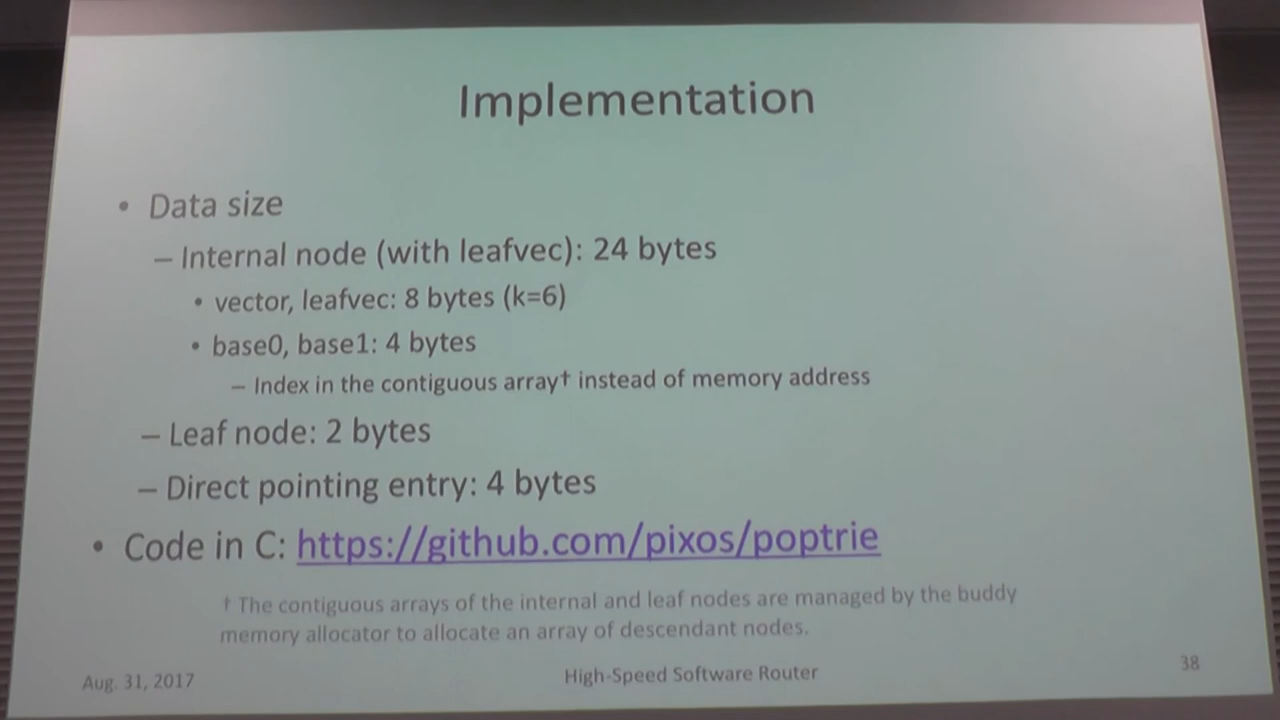 Implementation
• Data size
– Internal node (with leafvec): 24 bytes
• vector, leafvec: 8 bytes (k=6)
• base0, base1: 4 bytes
– Index in the contiguous array† instead of memory address
– Leaf node: 2 bytes
– Direct pointing entry: 4 bytes
• Code in C: https://github.com/pixos/poptrie
† The contiguous arrays of the internal and leaf nodes are managed by the buddy
memory allocator to allocate an array of descendant nodes.
Aug. 31, 2017
High-Speed Software Router
38